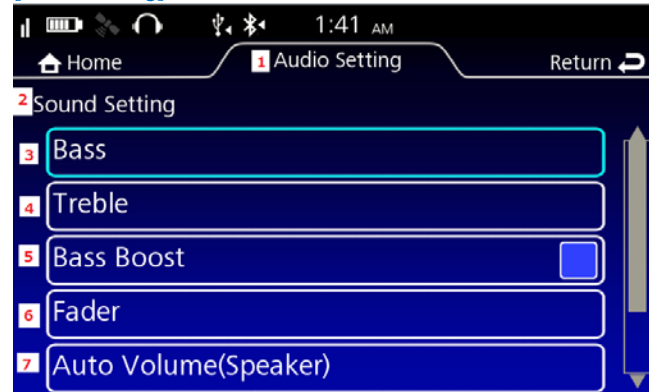 1:41 AM
Home
1 Audio Setting
Return
2 Sound Setting
3 Bass
4 Treble
5 Bass Boost
6 Fader
7 Auto Volume(Speaker)